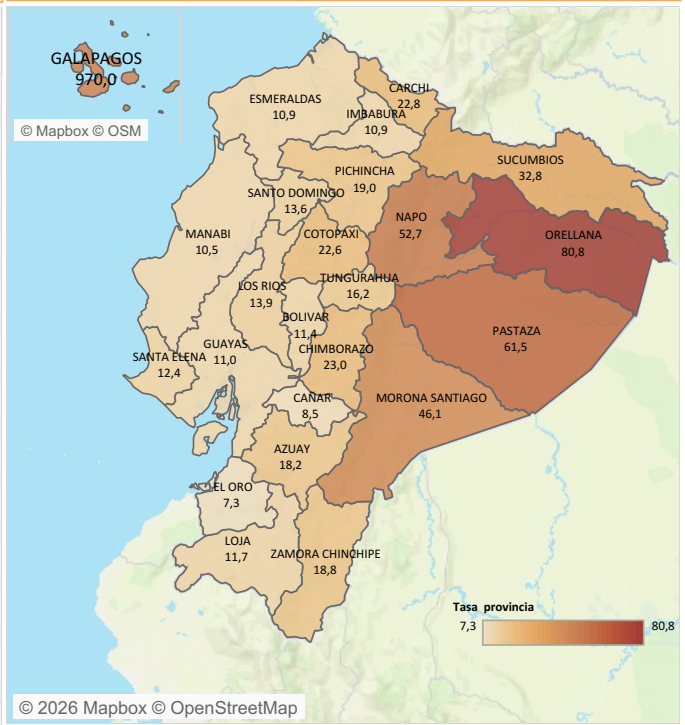 GALAPAGOS
970,0
© Mapbox © OSM
ESMERALDAS
10,9
CARCHI
22,8
IMBABURA
10,9
SUCUMBIOS
32,8
PICHINCHA
19,0
SANTO DOMINGO
13,6
NAPO
52,7
ORELLANA
80,8
MANABI
10,5
COTOPAXI
22,6
TUNGURAHUA
16,2
LOS RIOS
13,9
BOLIVAR
11,4
PASTAZA
61,5
GUAYAS
11,0
CHIMBORAZO
23,0
SANTA ELENA
12,4
CAÑAR
8,5
MORONA SANTIAGO
46,1
AZUAY
18,2
EL ORO
7,3
LOJA
11,7
ZAMORA CHINCHIPE
18,8
Tasa provincia
7,3 80,8
© 2026 Mapbox © OpenStreetMap